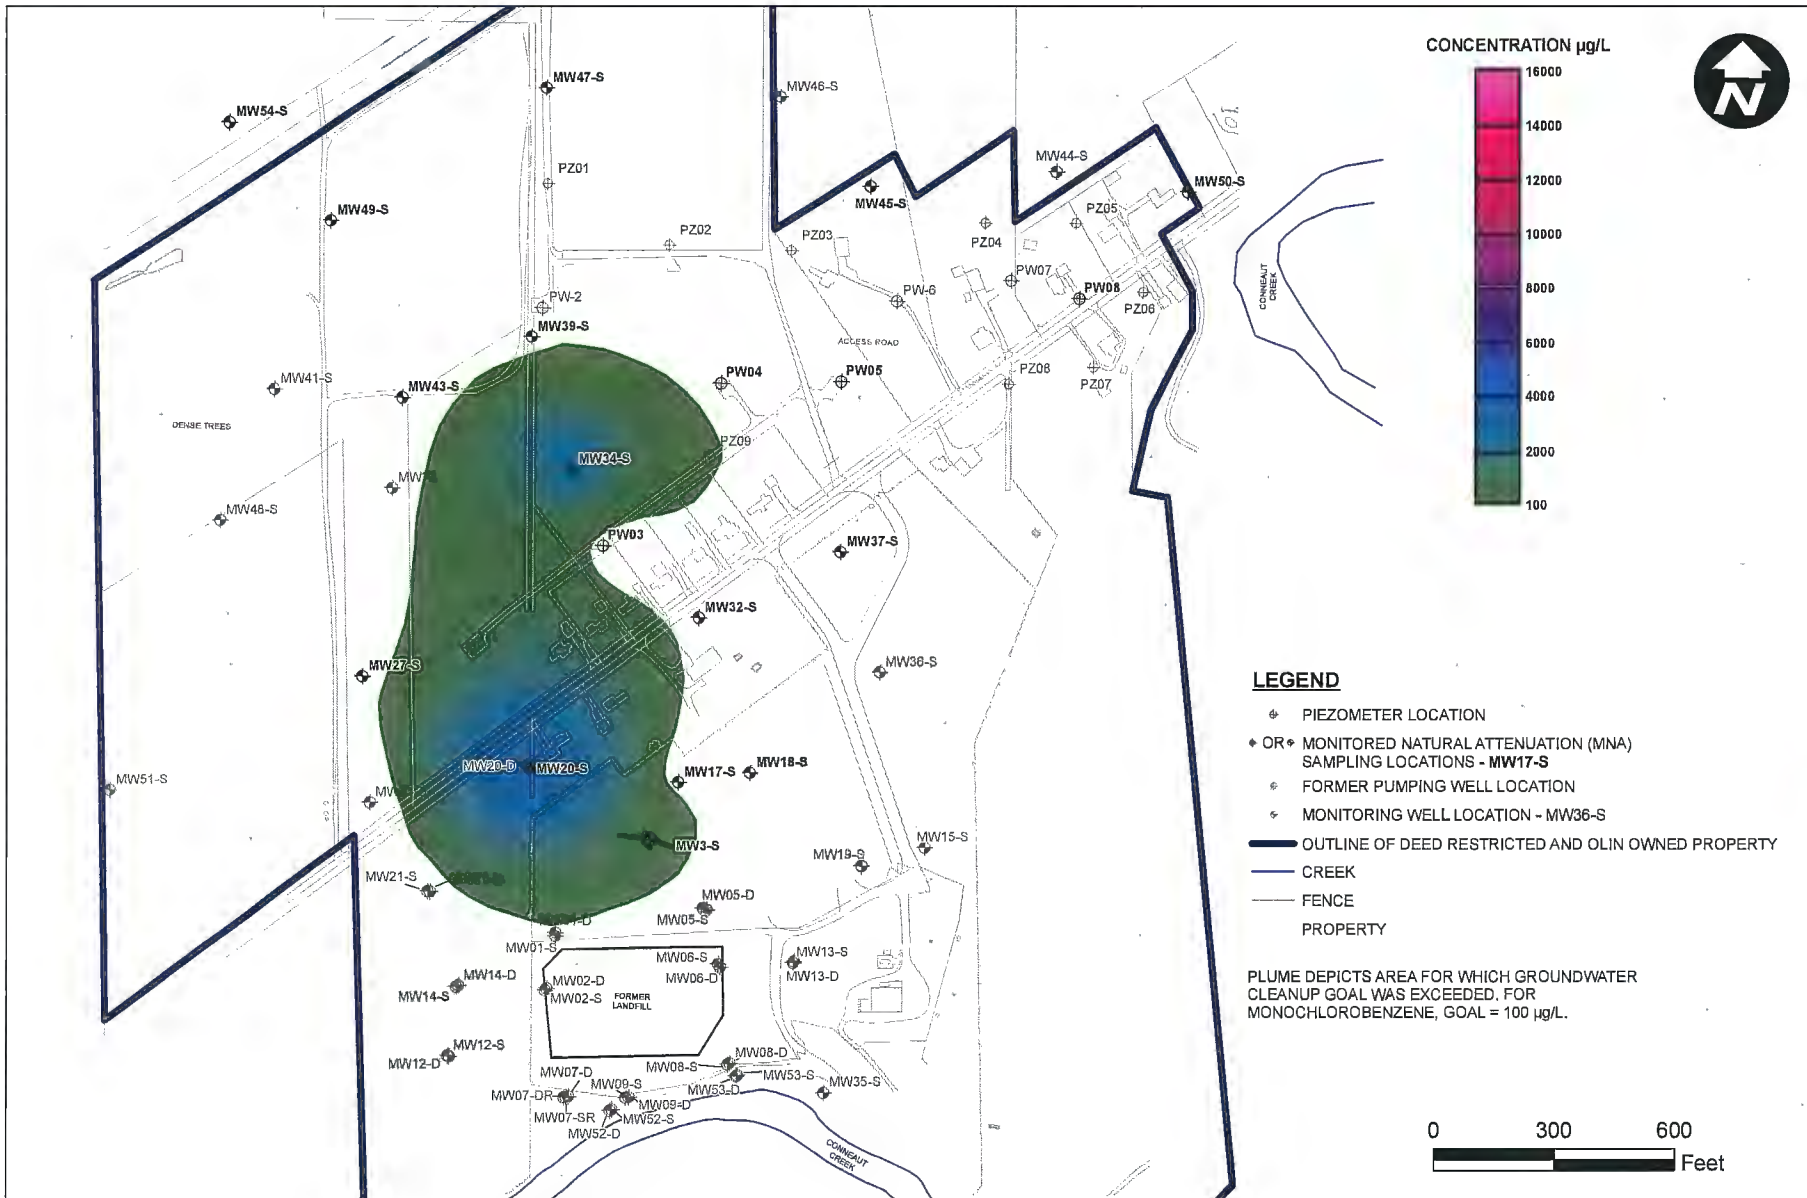 CONCENTRATION µg/L
16000
14000
12000
10000
8000
6000
4000
2000
100
N
MW47-S
MW46-S
MW54-S
PZ01
MW44-S
MW50-S
MW45-S
MW49-S
PZ02
PZ03
PZ04
PZ05
PW07
PW08
PZ06
PW-6
PW-2
MW39-S
ACCESS ROAD
CONNEAUT
CREEK
MW41-S
MW43-S
PW04
PW05
PZ08
PZ07
DENSE TREES
PZ09
MW34-S
MW48-S
PW03
MW37-S
MW32-S
MW27-S
MW36-S
MW51-S
MW20-D
MW20-S
MW17-S
MW18-S
MW3-S
MW19-S
MW15-S
MW21-S
MW05-D
MW05-S
MW01-S
MW06-S
MW06-D
MW13-S
MW13-D
MW14-D
MW14-S
MW02-D
MW02-S
FORMER
LANDFILL
MW12-S
MW12-D
MW08-D
MW08-S
MW53-S
MW53-D
MW35-S
MW07-D
MW09-S
MW07-DR
MW09-D
MW07-SR
MW52-S
MW52-D
CONNEAUT
CREEK
LEGEND
PIEZOMETER LOCATION
OR MONITORED NATURAL ATTENUATION (MNA)
SAMPLING LOCATIONS - MW17-S
FORMER PUMPING WELL LOCATION
MONITORING WELL LOCATION - MW36-S
OUTLINE OF DEED RESTRICTED AND OLIN OWNED PROPERTY
CREEK
FENCE
PROPERTY
PLUME DEPICTS AREA FOR WHICH GROUNDWATER
CLEANUP GOAL WAS EXCEEDED. FOR
MONOCHLOROBENZENE, GOAL = 100 µg/L.
0 300 600
Feet